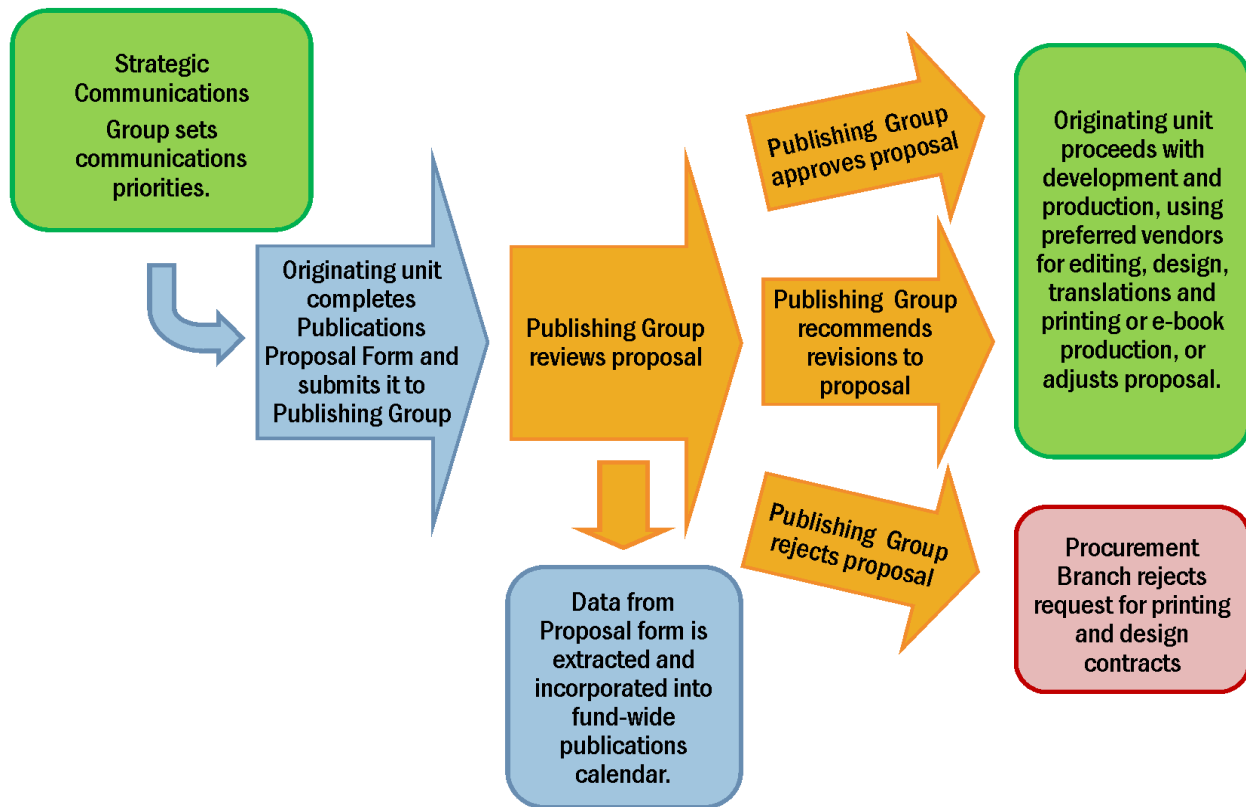 Strategic
Communications
Group sets
communications
priorities.
Originating unit
completes
Publications
Proposal Form and
submits it to
Publishing Group
Publishing Group
reviews proposal
Data from
Proposal form is
extracted and
incorporated into
fund-wide
publications
calendar.
Publishing Group
approves proposal
Publishing Group
recommends
revisions to
proposal
Publishing Group
rejects proposal
Originating unit
proceeds with
development and
production, using
preferred vendors
for editing, design,
translations and
printing or e-book
production, or
adjusts proposal.
Procurement
Branch rejects
request for printing
and design
contracts